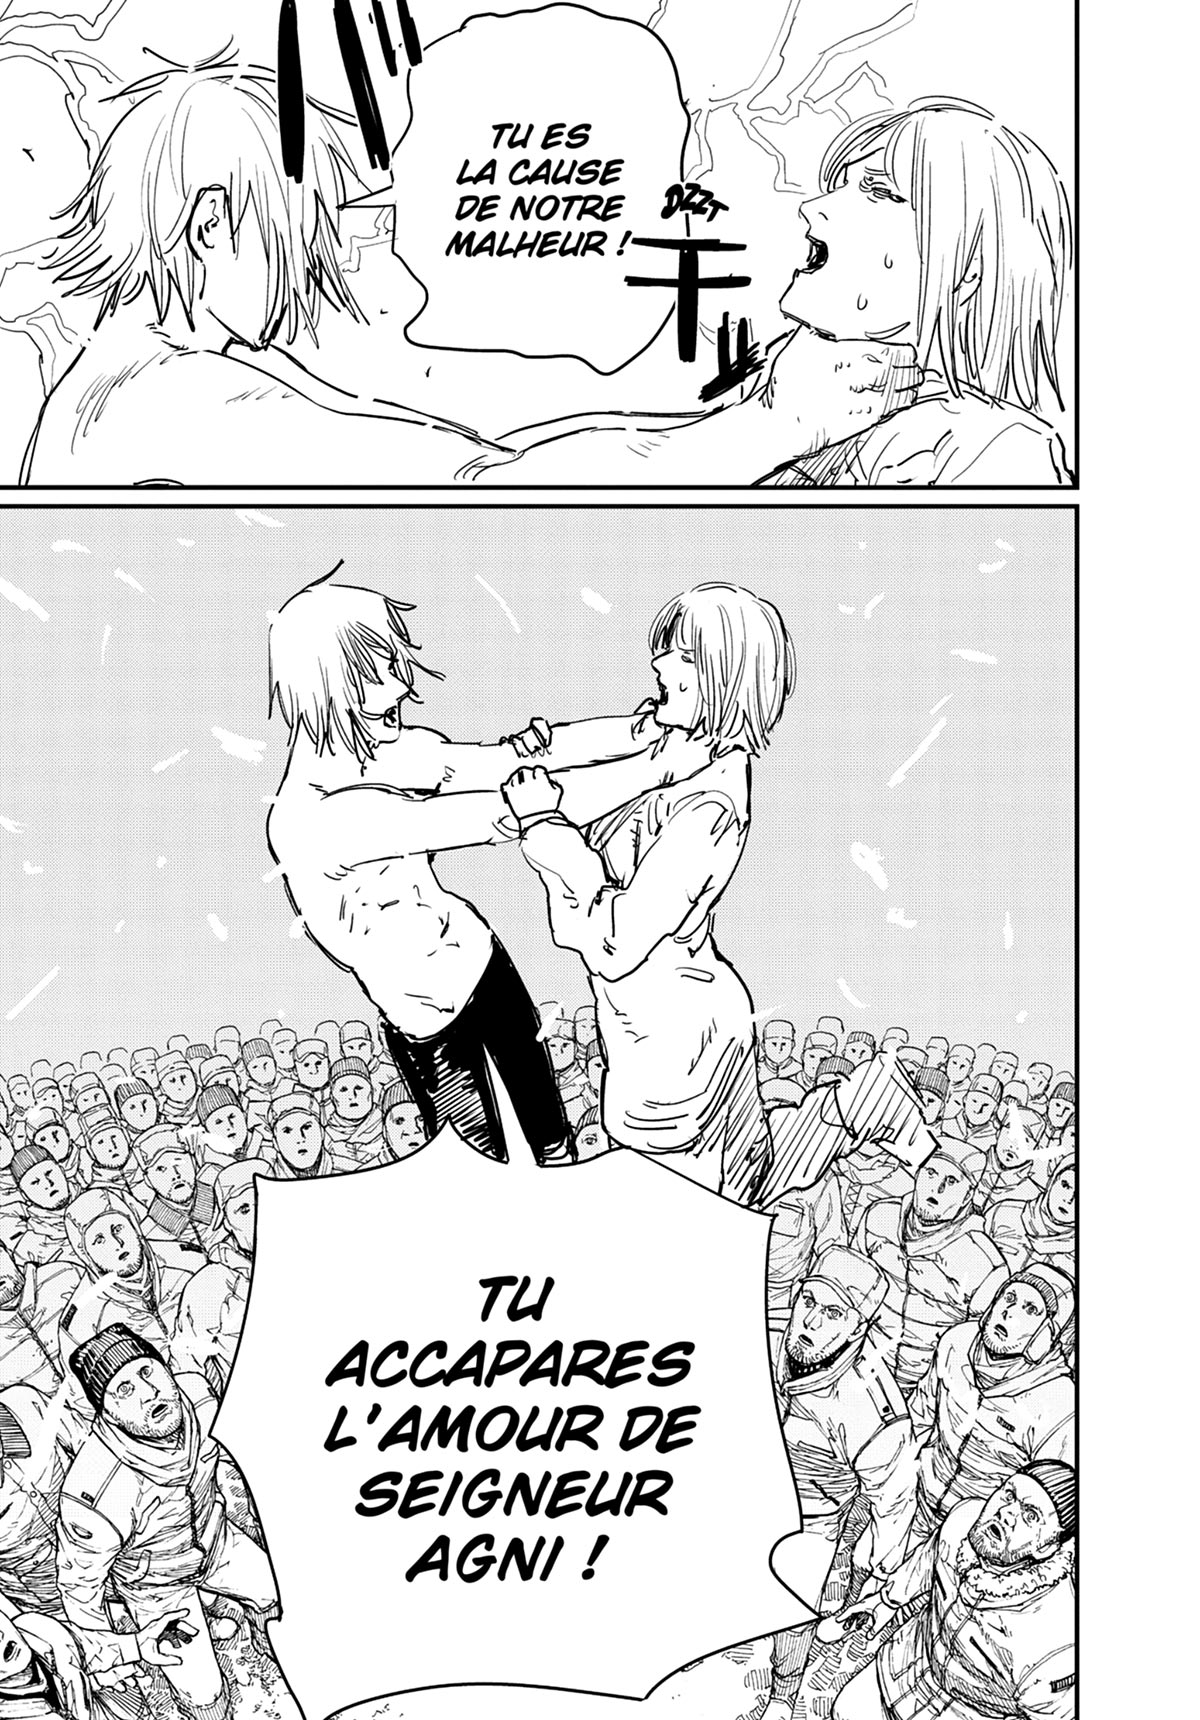 TU ES
LA CAUSE
DE NOTRE
MALHEUR !
DZZT
TU
ACCAPARES
L'AMOUR DE
SEIGNEUR
AGNI !